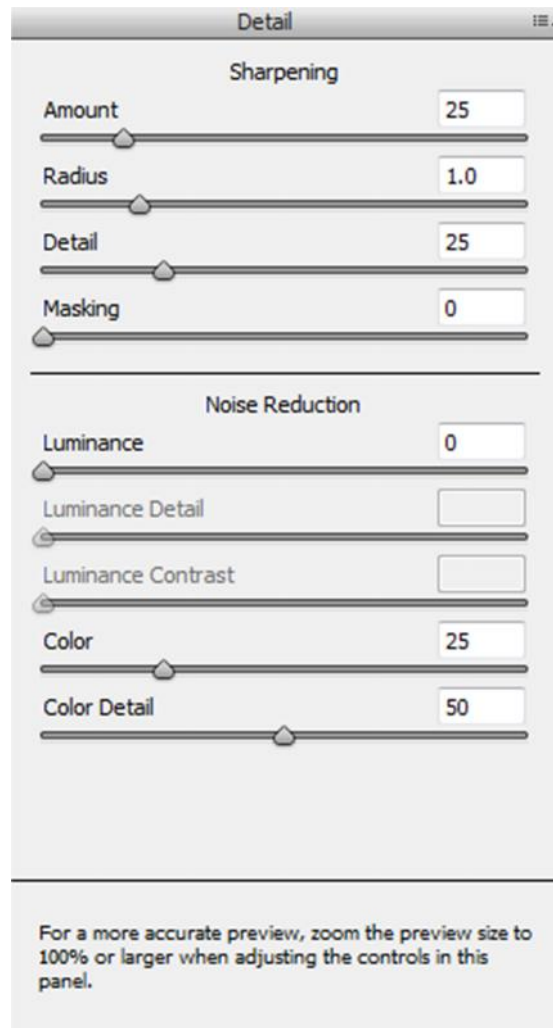 Detail
Sharpening
Amount 25
Radius 1.0
Detail 25
Masking 0
Noise Reduction
Luminance 0
Luminance Detail
Luminance Contrast
Color 25
Color Detail 50
For a more accurate preview, zoom the preview size to
100% or larger when adjusting the controls in this
panel.